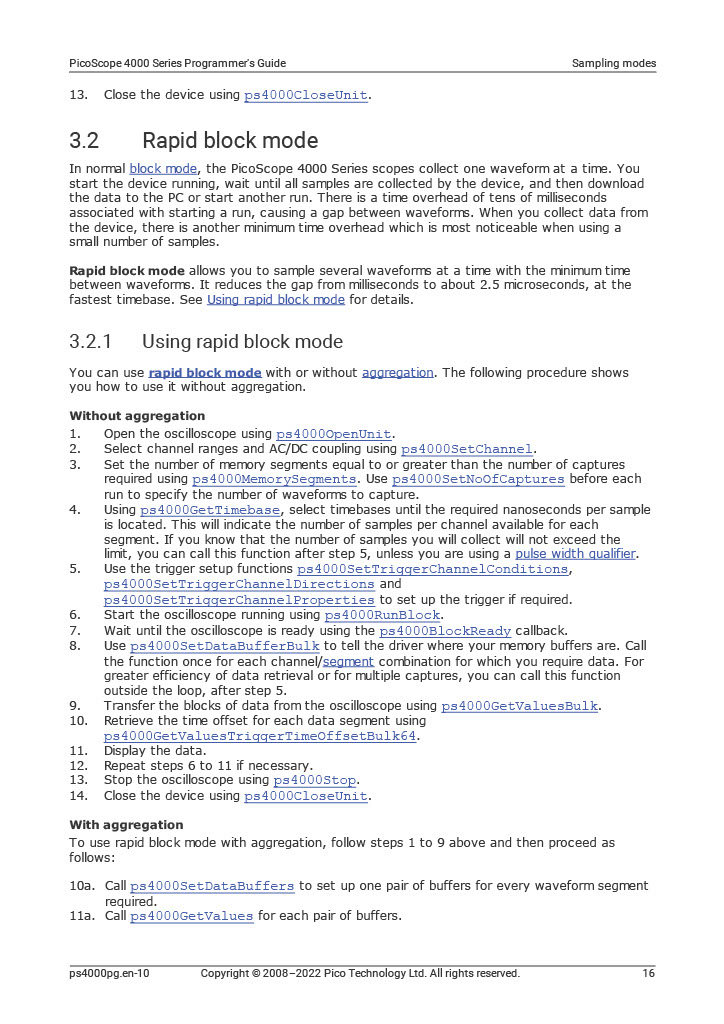 PicoScope 4000 Series Programmer's Guide Sampling modes
13. Close the device using ps4000CloseUnit.
3.2 Rapid block mode
In normal block mode, the PicoScope 4000 Series scopes collect one waveform at a time. You
start the device running, wait until all samples are collected by the device, and then download
the data to the PC or start another run. There is a time overhead of tens of milliseconds
associated with starting a run, causing a gap between waveforms. When you collect data from
the device, there is another minimum time overhead which is most noticeable when using a
small number of samples.
Rapid block mode allows you to sample several waveforms at a time with the minimum time
between waveforms. It reduces the gap from milliseconds to about 2.5 microseconds, at the
fastest timebase. See Using rapid block mode for details.
3.2.1 Using rapid block mode
You can use rapid block mode with or without aggregation. The following procedure shows
you how to use it without aggregation.
Without aggregation
1. Open the oscilloscope using ps4000OpenUnit.
2. Select channel ranges and AC/DC coupling using ps4000SetChannel.
3. Set the number of memory segments equal to or greater than the number of captures
required using ps4000MemorySegments. Use ps4000SetNoOfCaptures before each
run to specify the number of waveforms to capture.
4. Using ps4000GetTimebase, select timebases until the required nanoseconds per sample
is located. This will indicate the number of samples per channel available for each
segment. If you know that the number of samples you will collect will not exceed the
limit, you can call this function after step 5, unless you are using a pulse width qualifier.
5. Use the trigger setup functions ps4000SetTriggerChannelConditions,
ps4000SetTriggerChannelDirections and
ps4000SetTriggerChannelProperties to set up the trigger if required.
6. Start the oscilloscope running using ps4000RunBlock.
7. Wait until the oscilloscope is ready using the ps4000BlockReady callback.
8. Use ps4000SetDataBufferBulk to tell the driver where your memory buffers are. Call
the function once for each channel/segment combination for which you require data. For
greater efficiency of data retrieval or for multiple captures, you can call this function
outside the loop, after step 5.
9. Transfer the blocks of data from the oscilloscope using ps4000GetValuesBulk.
10. Retrieve the time offset for each data segment using
ps4000GetValuesTriggerTimeOffsetBulk64.
11. Display the data.
12. Repeat steps 6 to 11 if necessary.
13. Stop the oscilloscope using ps4000Stop.
14. Close the device using ps4000CloseUnit.
With aggregation
To use rapid block mode with aggregation, follow steps 1 to 9 above and then proceed as
follows:
10a. Call ps4000SetDataBuffers to set up one pair of buffers for every waveform segment
required.
11a. Call ps4000GetValues for each pair of buffers.
ps4000pg.en-10 Copyright © 2008–2022 Pico Technology Ltd. All rights reserved. 16